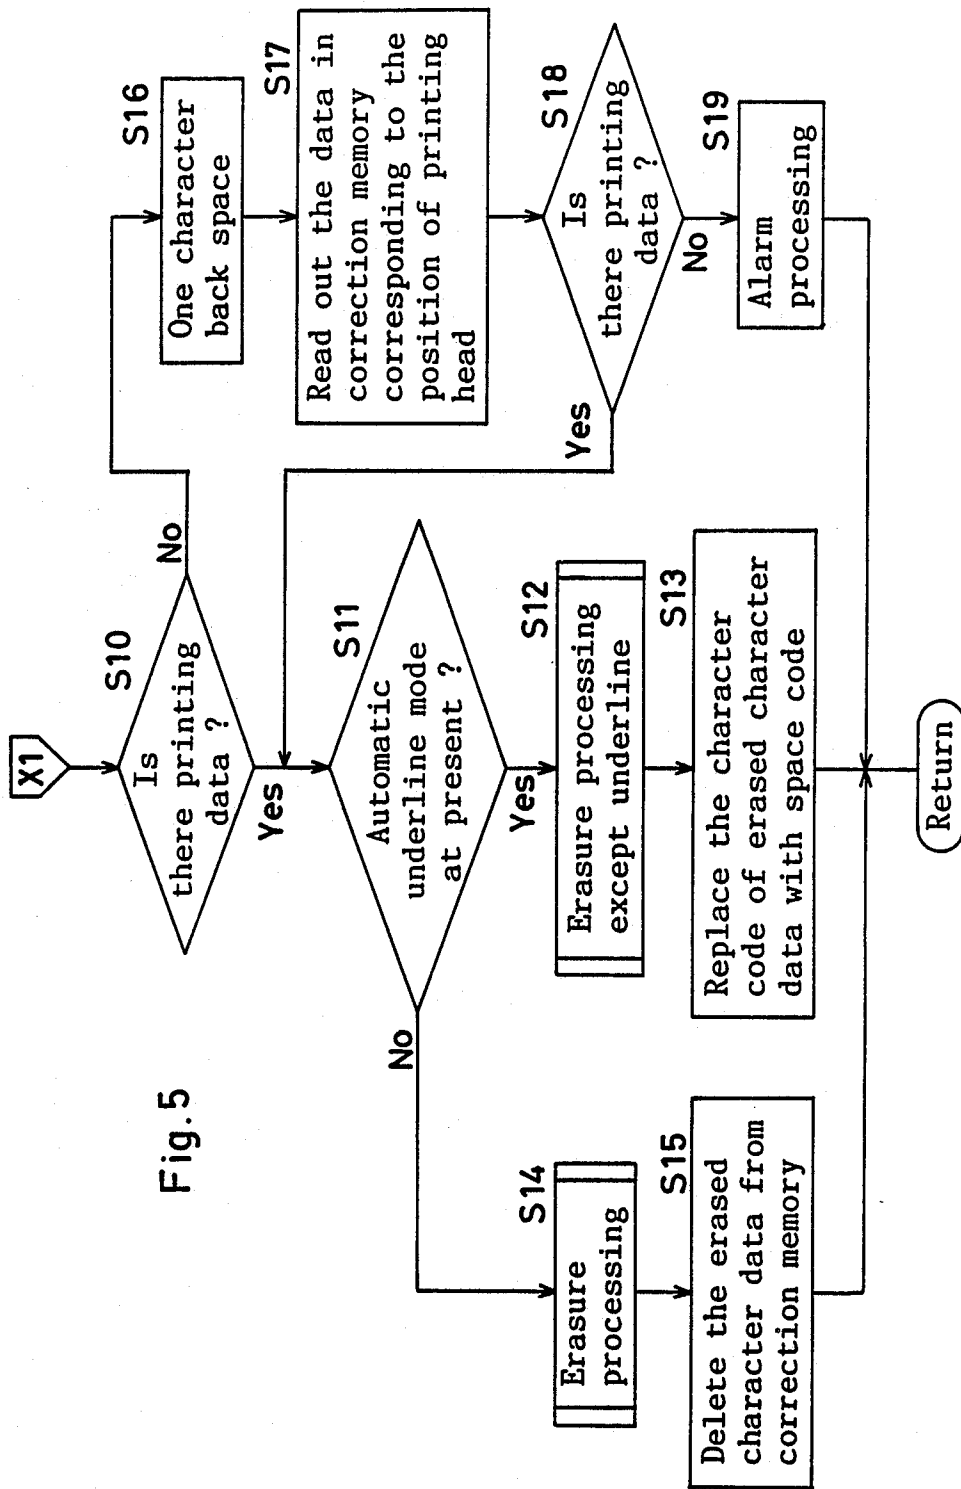 Fig.5
X1
S10
Is
there printing
data ?
No
Yes
S11
Automatic
underline mode
at present ?
No
Yes
S12
Erasure processing
except underline
S13
Replace the character
code of erased character
data with space code
S14
Erasure
processing
S15
Delete the erased
character data from
correction memory
S16
One character
back space
S17
Read out the data in
correction memory
corresponding to the
position of printing
head
S18
Is
there printing
data ?
Yes
No
S19
Alarm
processing
Return